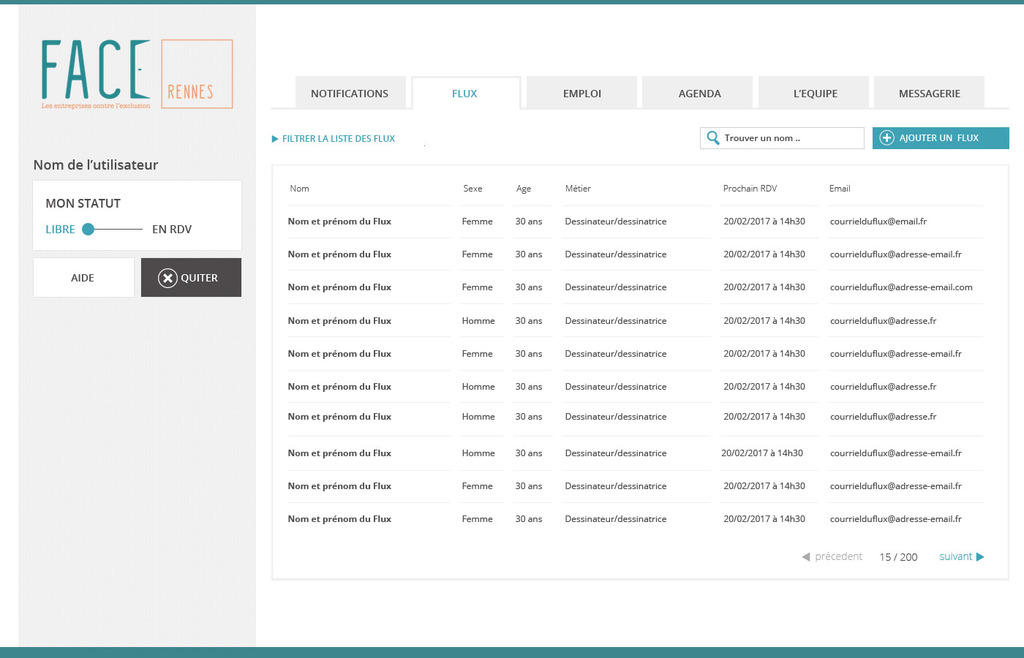 FACE
Les entreprises contre l'exclusion
RENNES
Nom de l'utilisateur
MON STATUT
LIBRE EN RDV
AIDE QUITER
NOTIFICATIONS FLUX EMPLOI AGENDA L'EQUIPE MESSAGERIE
FILTRER LA LISTE DES FLUX Trouver un nom .. AJOUTER UN FLUX
Nom Sexe Age Métier Prochain RDV Email
Nom et prénom du Flux Femme 30 ans Dessinateur/dessinatrice 20/02/2017 à 14h30 courrielduflux@email.fr
Nom et prénom du Flux Femme 30 ans Dessinateur/dessinatrice 20/02/2017 à 14h30 courrielduflux@adresse-email.fr
Nom et prénom du Flux Femme 30 ans Dessinateur/dessinatrice 20/02/2017 à 14h30 courrielduflux@adresse-email.com
Nom et prénom du Flux Homme 30 ans Dessinateur/dessinatrice 20/02/2017 à 14h30 courrielduflux@adresse.fr
Nom et prénom du Flux Femme 30 ans Dessinateur/dessinatrice 20/02/2017 à 14h30 courrielduflux@adresse-email.fr
Nom et prénom du Flux Homme 30 ans Dessinateur/dessinatrice 20/02/2017 à 14h30 courrielduflux@adresse.fr
Nom et prénom du Flux Homme 30 ans Dessinateur/dessinatrice 20/02/2017 à 14h30 courrielduflux@adresse.fr
Nom et prénom du Flux Homme 30 ans Dessinateur/dessinatrice 20/02/2017 à 14h30 courrielduflux@adresse-email.fr
Nom et prénom du Flux Femme 30 ans Dessinateur/dessinatrice 20/02/2017 à 14h30 courrielduflux@adresse-email.fr
Nom et prénom du Flux Femme 30 ans Dessinateur/dessinatrice 20/02/2017 à 14h30 courrielduflux@adresse-email.fr
précedent 15 / 200 suivant